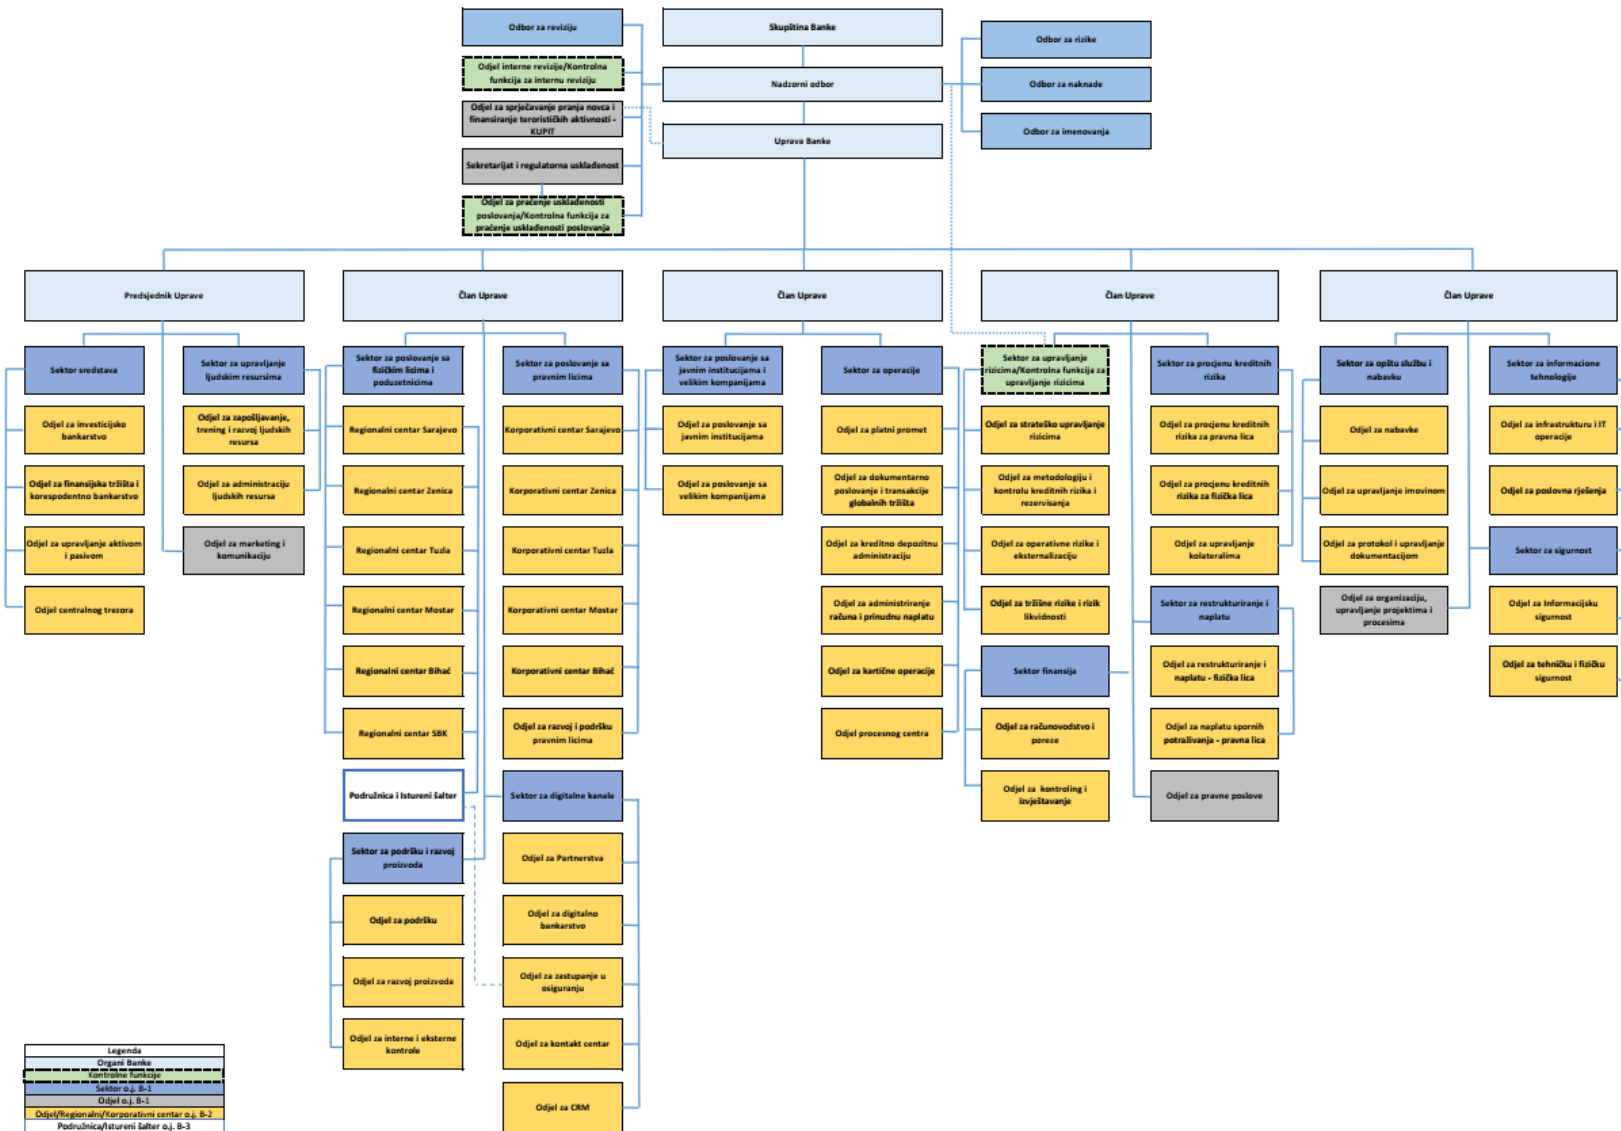 Odbor za reviziju
Skupština Banke
Odbor za rizike
Odjel interne revizije/Kontrolna
funkcija za internu reviziju
Nadzorni odbor
Odbor za naknade
Odjel za sprječavanje pranja novca i
finansiranje terorističkih aktivnosti -
KUPIT
Uprava Banke
Odbor za imenovanja
Sekretarijat i regulatorna usklađenost
Odjel za praćenje usklađenosti
poslovanja/Kontrolna funkcija za
praćenje usklađenosti poslovanja
Predsjednik Uprave
Član Uprave
Član Uprave
Član Uprave
Član Uprave
Sektor sredstava
Odjel za investicijsko
bankarstvo
Odjel za finansijska tržišta i
korespodentno bankarstvo
Odjel za upravljanje aktivom
i pasivom
Odjel centralnog trezora
Sektor za upravljanje
ljudskim resursima
Odjel za zapošljavanje,
trening i razvoj ljudskih
resursa
Odjel za administraciju
ljudskih resursa
Odjel za marketing i
komunikaciju
Sektor za poslovanje sa
fizičkim licima i
poduzetnicima
Regionalni centar Sarajevo
Regionalni centar Zenica
Regionalni centar Tuzla
Regionalni centar Mostar
Regionalni centar Bihać
Regionalni centar SBK
Podružnica i Istureni šalter
Sektor za podršku i razvoj
proizvoda
Odjel za podršku
Odjel za razvoj proizvoda
Odjel za interne i eksterne
kontrole
Sektor za poslovanje sa
pravnim licima
Korporativni centar Sarajevo
Korporativni centar Zenica
Korporativni centar Tuzla
Korporativni centar Mostar
Korporativni centar Bihać
Odjel za razvoj i podršku
pravnim licima
Sektor za digitalne kanale
Odjel za Partnerstva
Odjel za digitalno
bankarstvo
Odjel za zastupanje u
osiguranju
Odjel za kontakt centar
Odjel za CRM
Sektor za poslovanje sa
javnim institucijama i
velikim kompanijama
Odjel za poslovanje sa
javnim institucijama
Odjel za poslovanje sa
velikim kompanijama
Sektor za operacije
Odjel za platni promet
Odjel za dokumentarno
poslovanje i transakcije
globalnih tržišta
Odjel za kreditno depozitnu
administraciju
Odjel za administriranje
računa i prinudnu naplatu
Odjel za kartične operacije
Odjel procesnog centra
Sektor za upravljanje
rizicima/Kontrolna funkcija za
upravljanje rizicima
Odjel za strateško upravljanje
rizicima
Odjel za metodologiju i
kontrolu kreditnih rizika i
rezervisanja
Odjel za operativne rizike i
eksternalizaciju
Odjel za tržišne rizike i rizik
likvidnosti
Sektor finansija
Odjel za računovodstvo i
poreze
Odjel za kontroling i
izvještavanje
Sektor za procjenu kreditnih
rizika
Odjel za procjenu kreditnih
rizika za pravna lica
Odjel za procjenu kreditnih
rizika za fizička lica
Odjel za upravljanje
kolateralima
Sektor za restrukturiranje i
naplatu
Odjel za restrukturiranje i
naplatu - fizička lica
Odjel za naplatu spornih
potraživanja - pravna lica
Odjel za pravne poslove
Sektor za opštu službu i
nabavku
Odjel za nabavke
Odjel za upravljanje imovinom
Odjel za protokol i upravljanje
dokumentacijom
Odjel za organizaciju,
upravljanje projektima i
procesima
Sektor za informacione
tehnologije
Odjel za infrastrukturu i IT
operacije
Odjel za poslovna rješenja
Sektor za sigurnost
Odjel za Informacijsku
sigurnost
Odjel za tehničku i fizičku
sigurnost
Legenda
Organi Banke
Kontrolne funkcije
Sektor o.j. B-1
Odjel o.j. B-1
Odjel/Regionalni/Korporativni centar o.j. B-2
Podružnica/Istureni šalter o.j. B-3